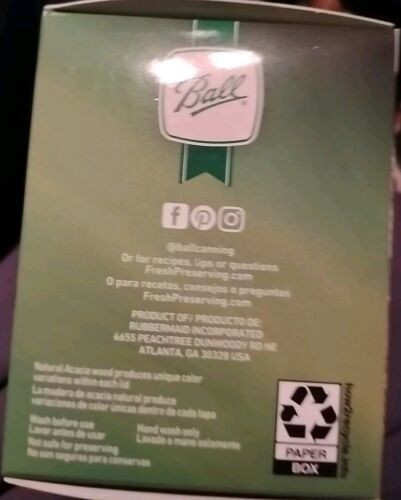 Ball®
@ballcanning
Or for recipes, tips or questions
FreshPreserving.com
O para recetas, consejos o preguntas
FreshPreserving.com
PRODUCT OF/ PRODUCTO DE:
RUBBERMAID INCORPORATED
6655 PEACHTREE DUNWOODY RD NE
ATLANTA, GA 30328 USA
Natural Acacia wood produces unique color
variations within each lid
La madera de acacia natural produce
variaciones de color únicas dentro de cada tapa
Wash before use
Lavar antes de usar
Hand wash only
Lavado a mano solamente
Not safe for preserving
No son seguros para conservas
PAPER
BOX
how2recycle.info